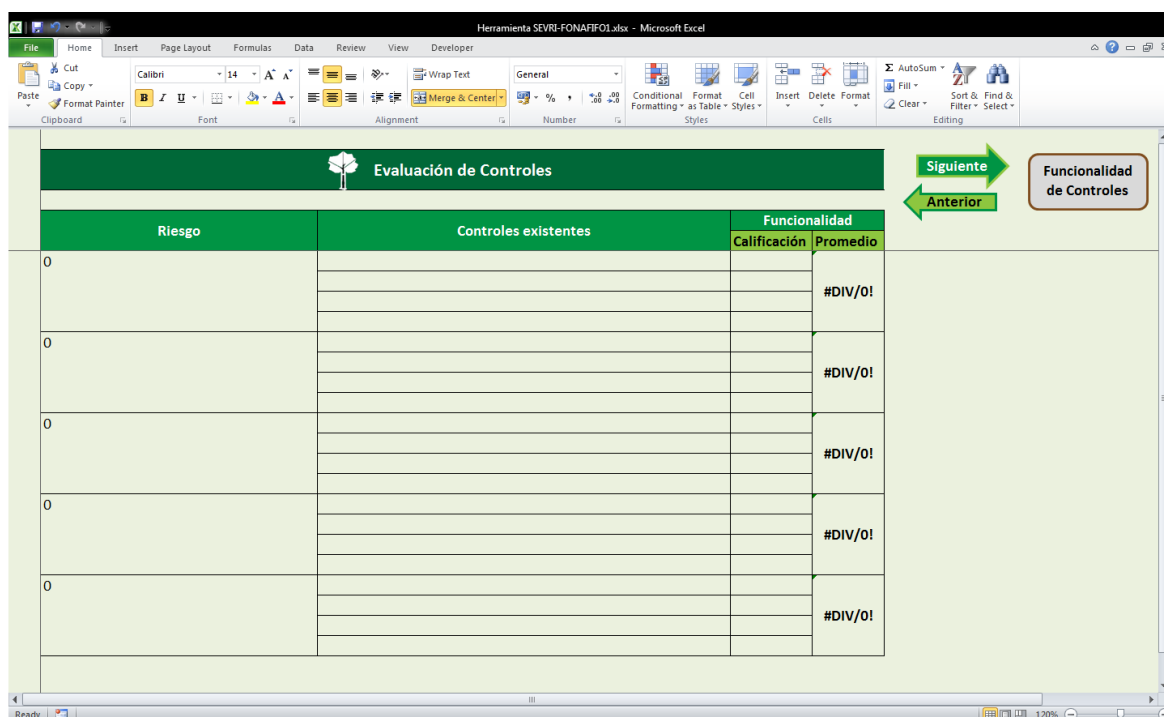 Herramienta SEVRI-FONAFIFO1.xlsx - Microsoft Excel
File Home Insert Page Layout Formulas Data Review View Developer
Paste
Cut
Copy
Format Painter
Clipboard
Calibri 14
B I U
Font
Wrap Text
Merge & Center
Alignment
General
% ,
Number
Conditional Formatting
Format as Table
Cell Styles
Styles
Insert Delete Format
Cells
Σ AutoSum
Fill
Clear
Sort & Filter
Find & Select
Editing
Evaluación de Controles
Siguiente
Anterior
Funcionalidad
de Controles
Riesgo Controles existentes Funcionalidad
Calificación Promedio
0
#DIV/0!
0
#DIV/0!
0
#DIV/0!
0
#DIV/0!
0
#DIV/0!
Ready
120%